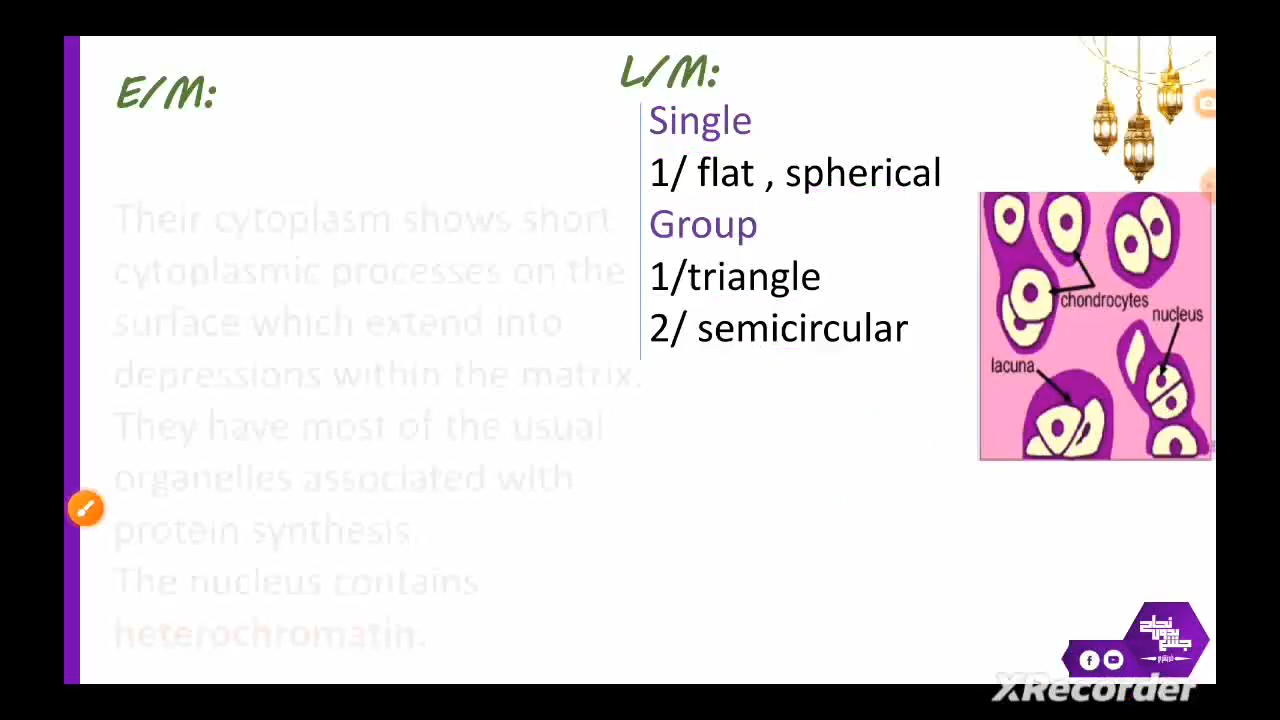 E/M:
Their cytoplasm shows short
cytoplasmic processes on the
surface which extend into
depressions within the matrix.
They have most of the usual
organelles associated with
protein synthesis.
The nucleus contains
heterochromatin.
L/M:
Single
1/ flat , spherical
Group
1/triangle
2/ semicircular
chondrocytes
nucleus
lacuna
XRecorder